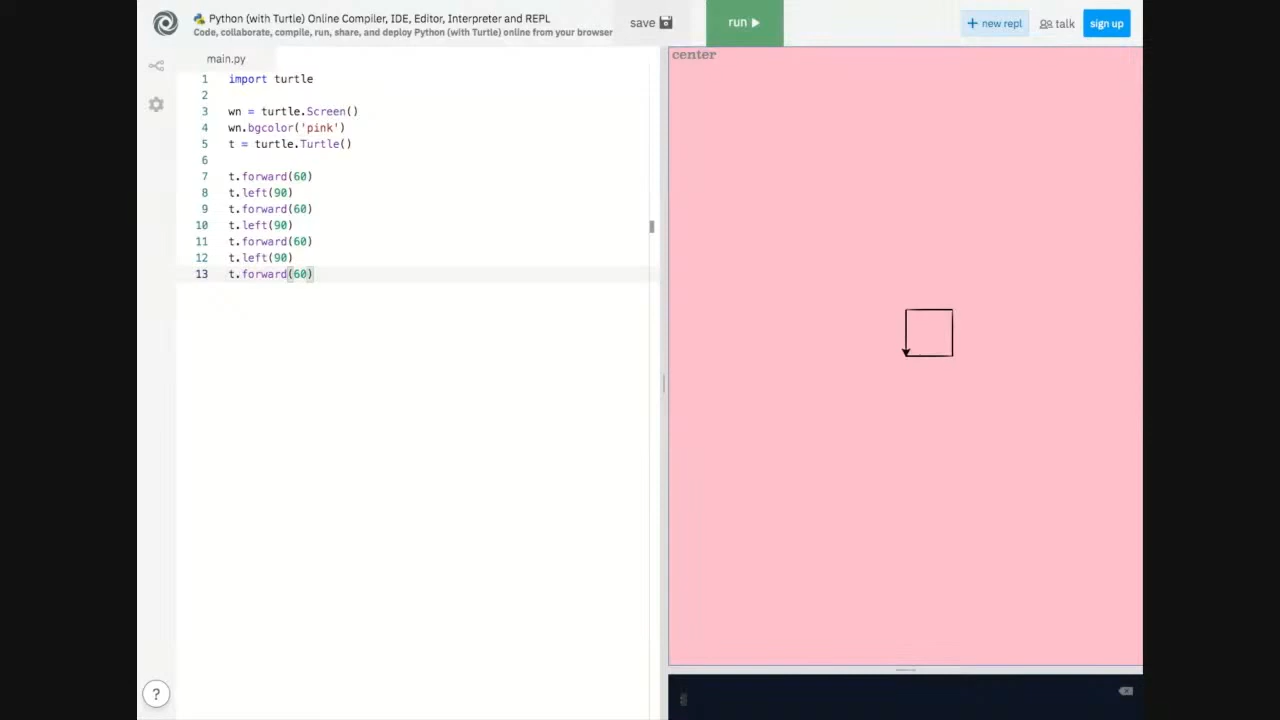 Python (with Turtle) Online Compiler, IDE, Editor, Interpreter and REPL
Code, collaborate, compile, run, share, and deploy Python (with Turtle) online from your browser
save
run
+ new repl
talk
sign up
main.py
center
1 import turtle
2
3 wn = turtle.Screen()
4 wn.bgcolor('pink')
5 t = turtle.Turtle()
6
7 t.forward(60)
8 t.left(90)
9 t.forward(60)
10 t.left(90)
11 t.forward(60)
12 t.left(90)
13 t.forward(60)
?